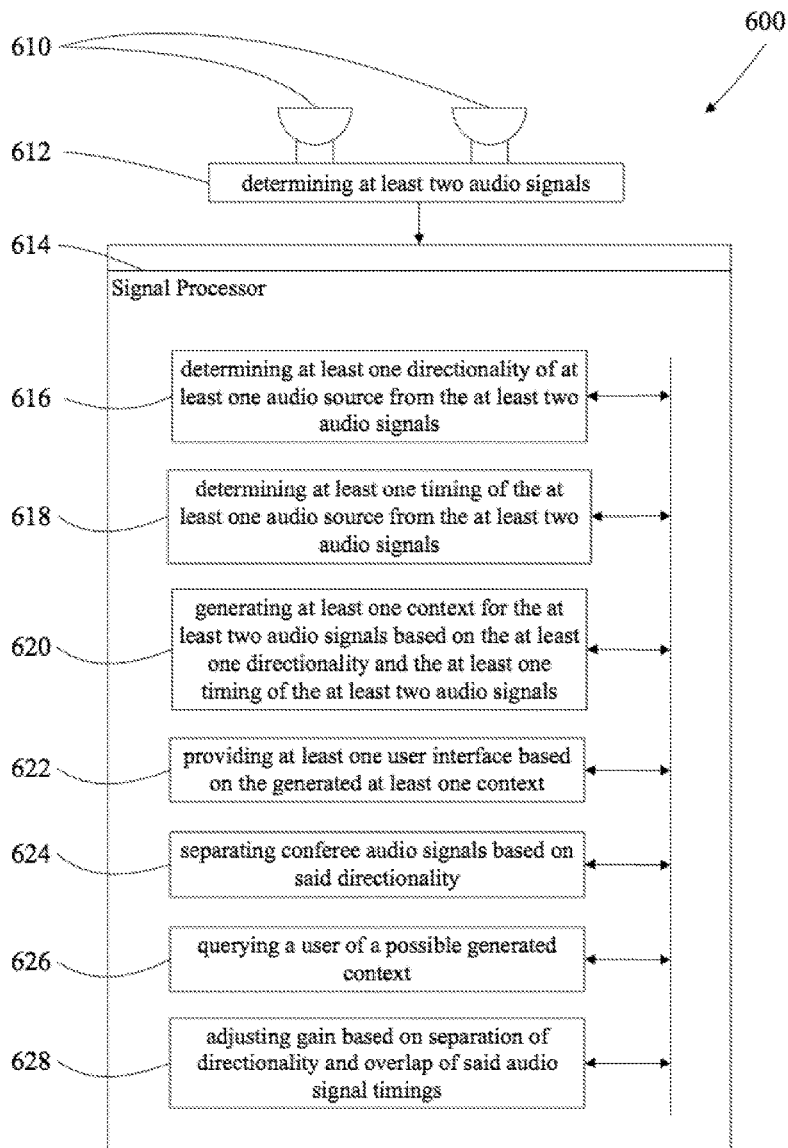 600
610
612
determining at least two audio signals
614
Signal Processor
616
determining at least one directionality of at
least one audio source from the at least two
audio signals
618
determining at least one timing of the at
least one audio source from the at least two
audio signals
620
generating at least one context for the at
least two audio signals based on the at least
one directionality and the at least one
timing of the at least two audio signals
622
providing at least one user interface based
on the generated at least one context
624
separating conferee audio signals based on
said directionality
626
querying a user of a possible generated
context
628
adjusting gain based on separation of
directionality and overlap of said audio
signal timings